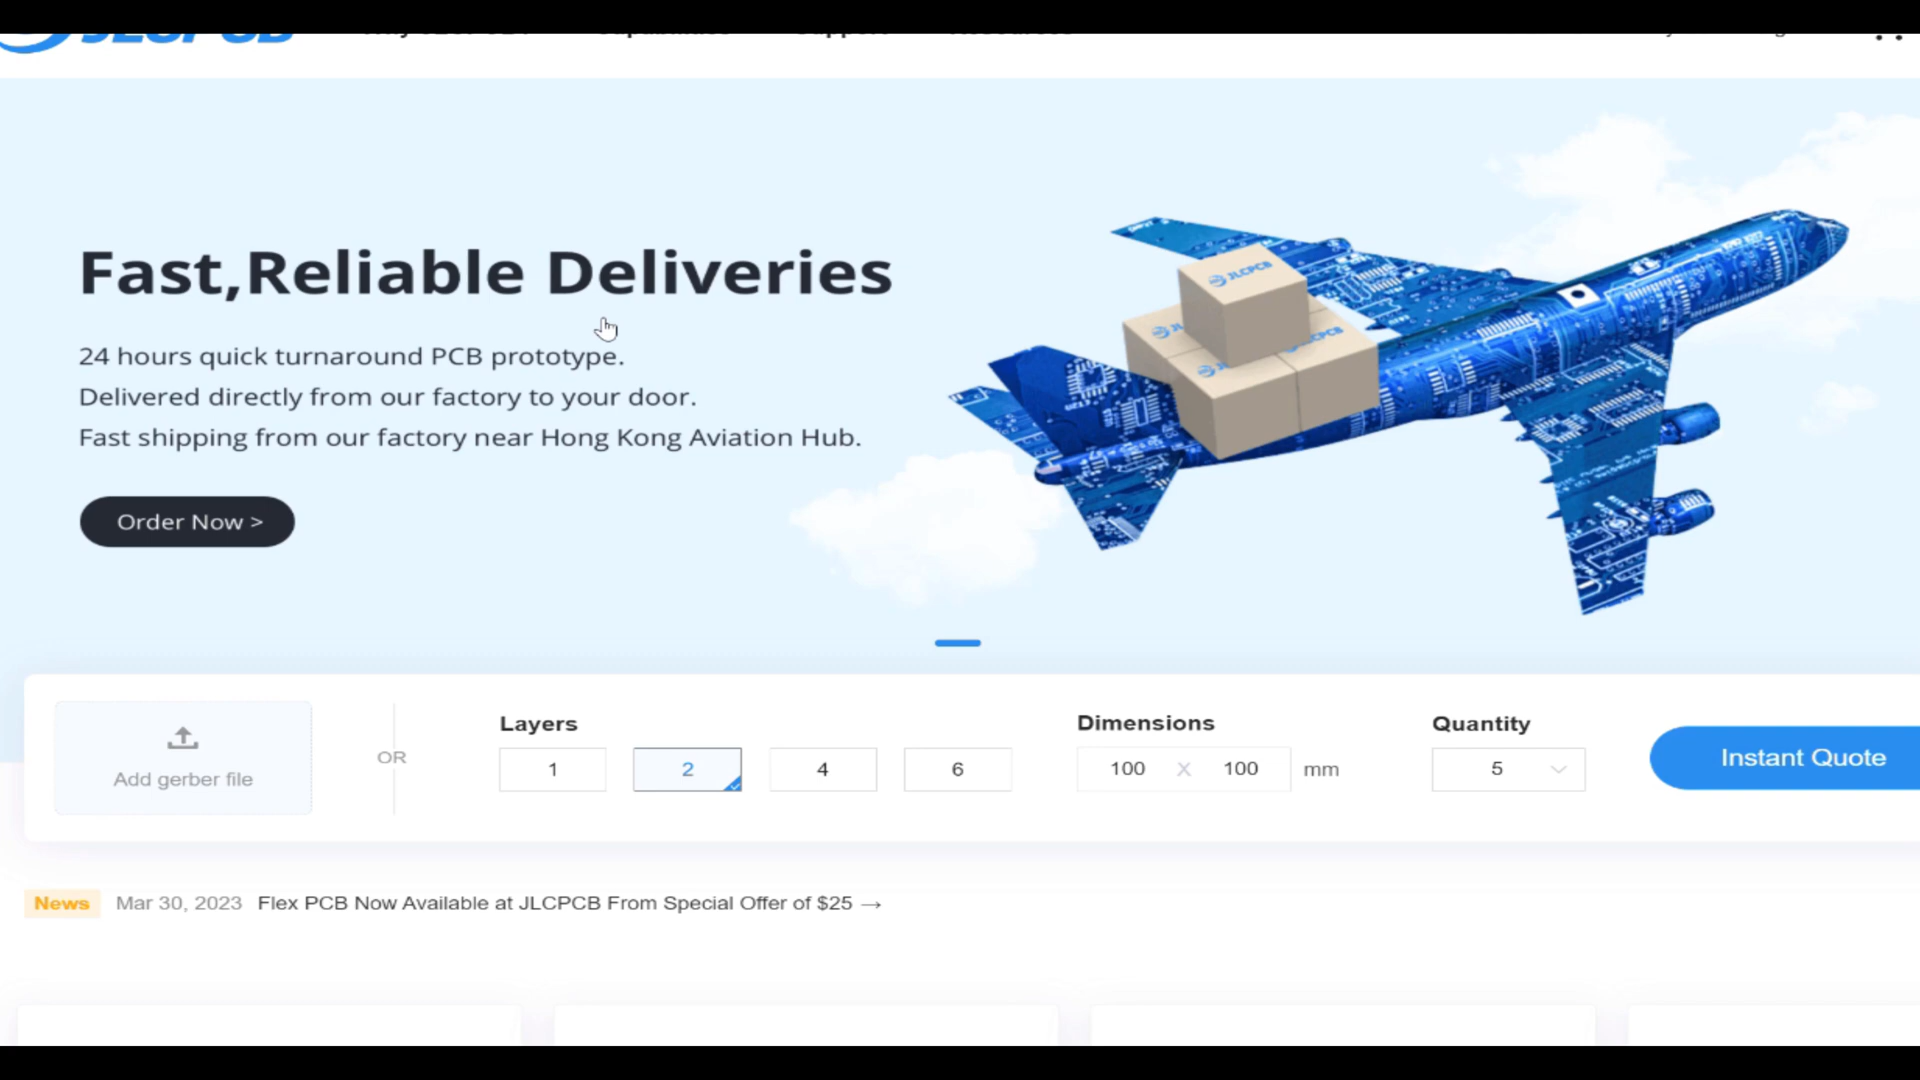 JLCPCB
Fast,Reliable Deliveries
24 hours quick turnaround PCB prototype.
Delivered directly from our factory to your door.
Fast shipping from our factory near Hong Kong Aviation Hub.
Order Now >
JLCPCB
JLCPCB
Add gerber file
OR
Layers
1
2
4
6
Dimensions
100 X 100 mm
Quantity
5
Instant Quote
News Mar 30, 2023 Flex PCB Now Available at JLCPCB From Special Offer of $25 →